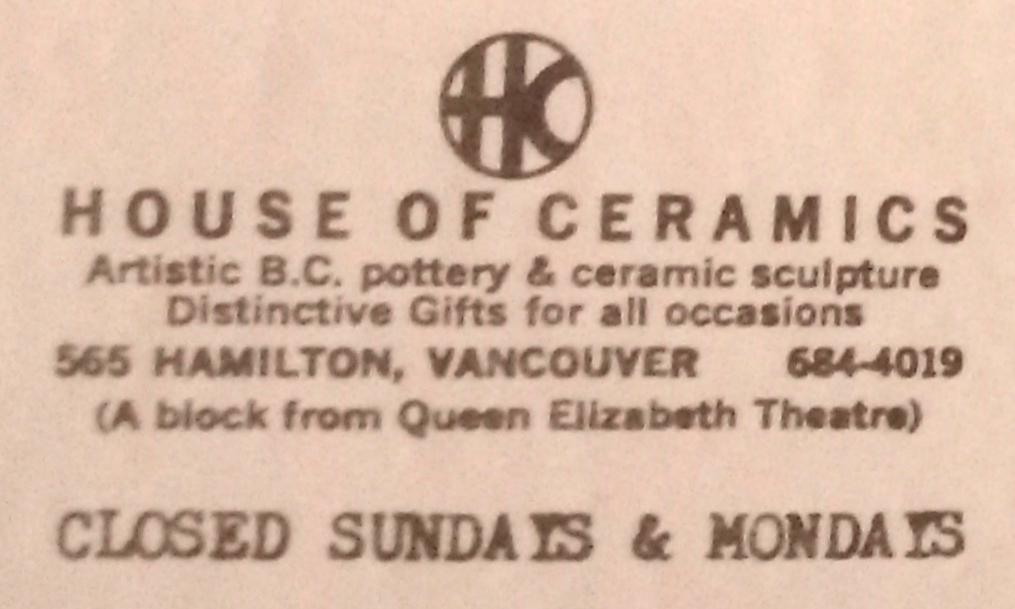 HC
HOUSE OF CERAMICS
Artistic B.C. pottery & ceramic sculpture
Distinctive Gifts for all occasions
565 HAMILTON, VANCOUVER 684-4019
(A block from Queen Elizabeth Theatre)
CLOSED SUNDAYS & MONDAYS